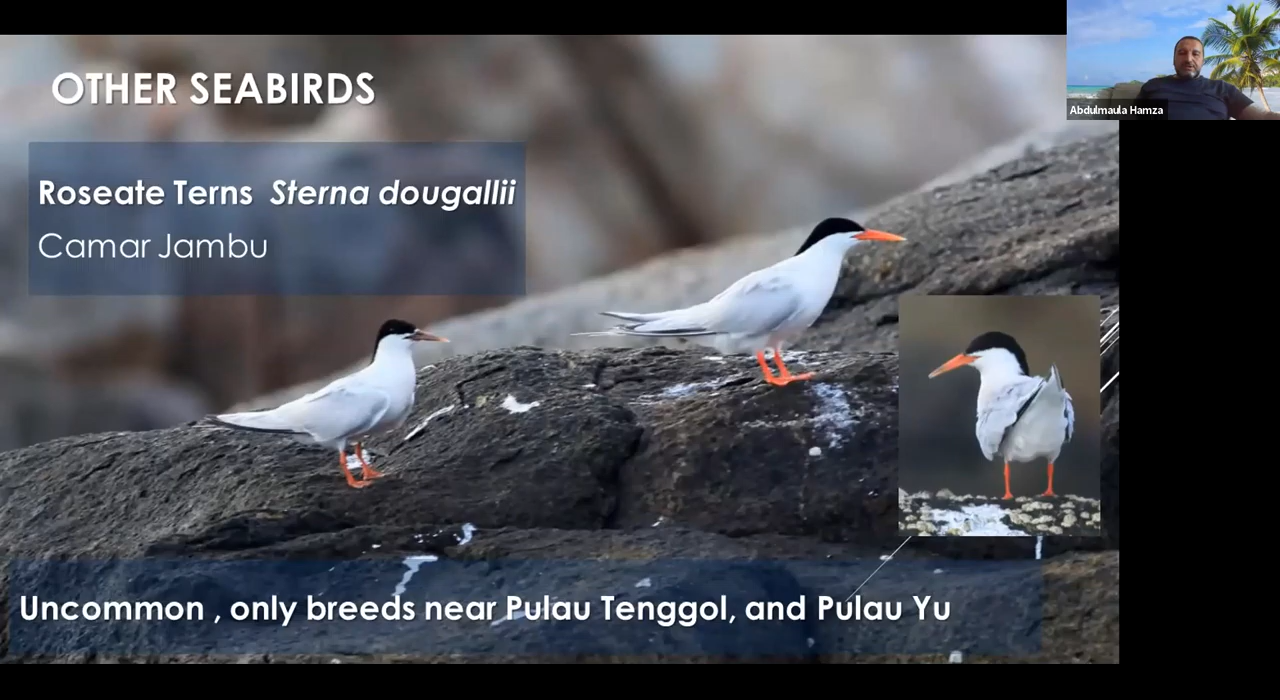 OTHER SEABIRDS
Roseate Terns Sterna dougallii
Camar Jambu
Uncommon , only breeds near Pulau Tenggol, and Pulau Yu
Abdulmaula Hamza